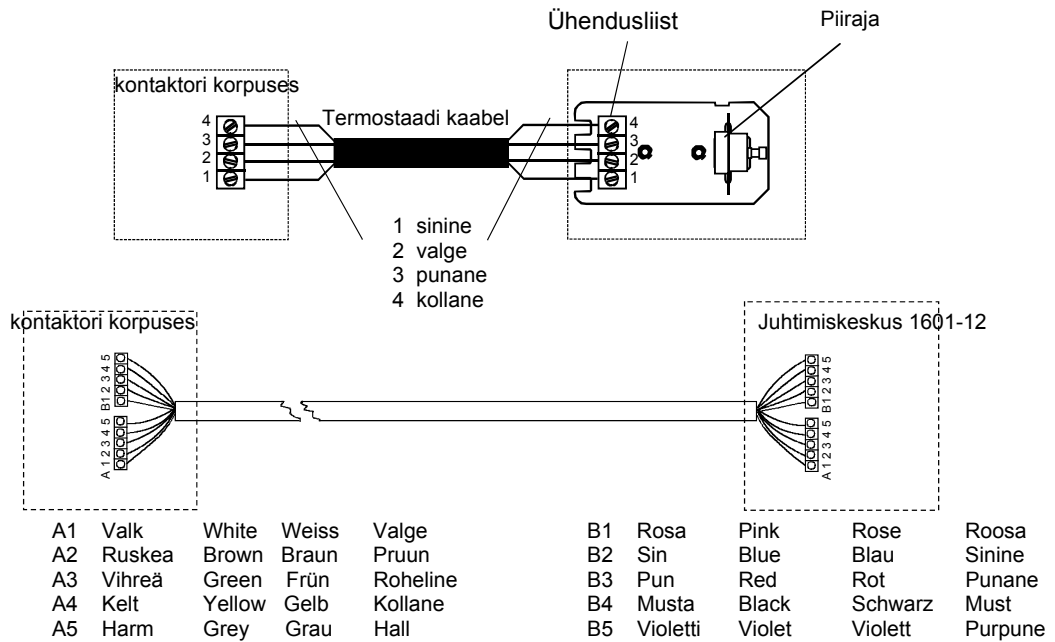 Ühendusliist
Piiraja
kontaktori korpuses
Termostaadi kaabel
4
3
2
1
4
3
2
1
1 sinine
2 valge
3 punane
4 kollane
kontaktori korpuses
Juhtimiskeskus 1601-12
B 1 2 3 4 5
A 1 2 3 4 5
B 1 2 3 4 5
A 1 2 3 4 5
A1 Valk White Weiss Valge
A2 Ruskea Brown Braun Pruun
A3 Vihreä Green Frün Roheline
A4 Kelt Yellow Gelb Kollane
A5 Harm Grey Grau Hall
B1 Rosa Pink Rose Roosa
B2 Sin Blue Blau Sinine
B3 Pun Red Rot Punane
B4 Musta Black Schwarz Must
B5 Violetti Violet Violett Purpune